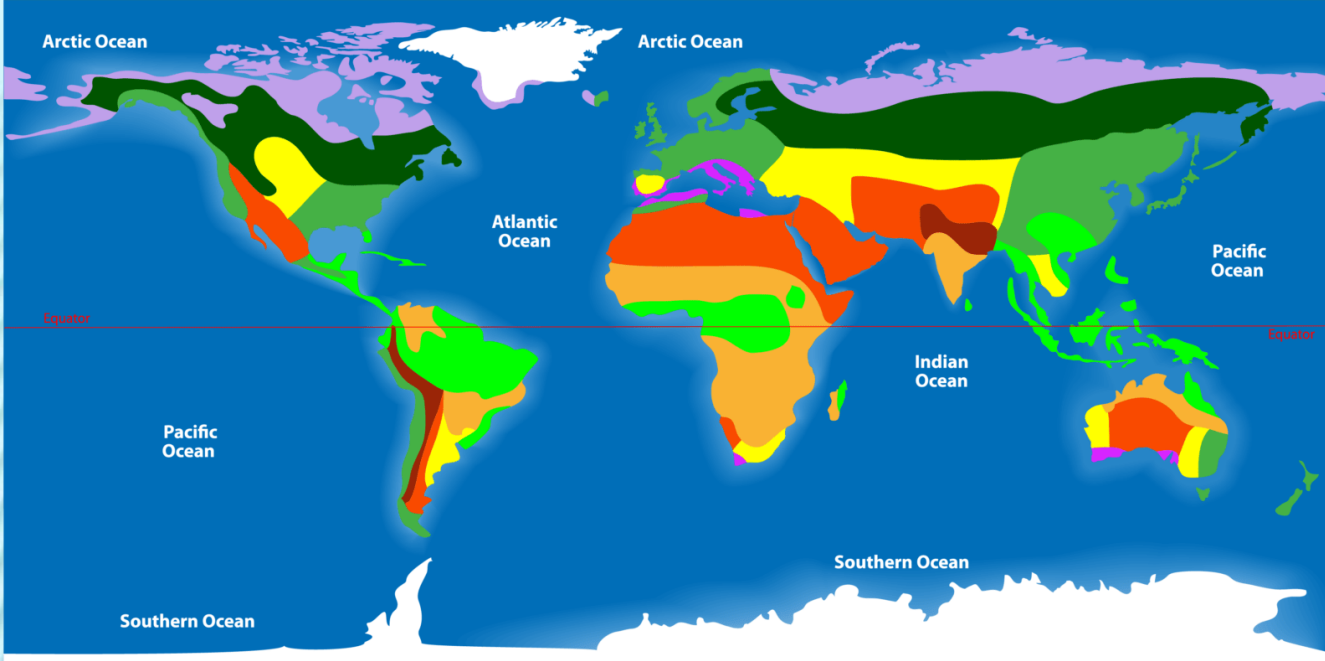 Arctic Ocean
Arctic Ocean
Atlantic
Ocean
Pacific
Ocean
Equator
Equator
Indian
Ocean
Pacific
Ocean
Southern Ocean
Southern Ocean